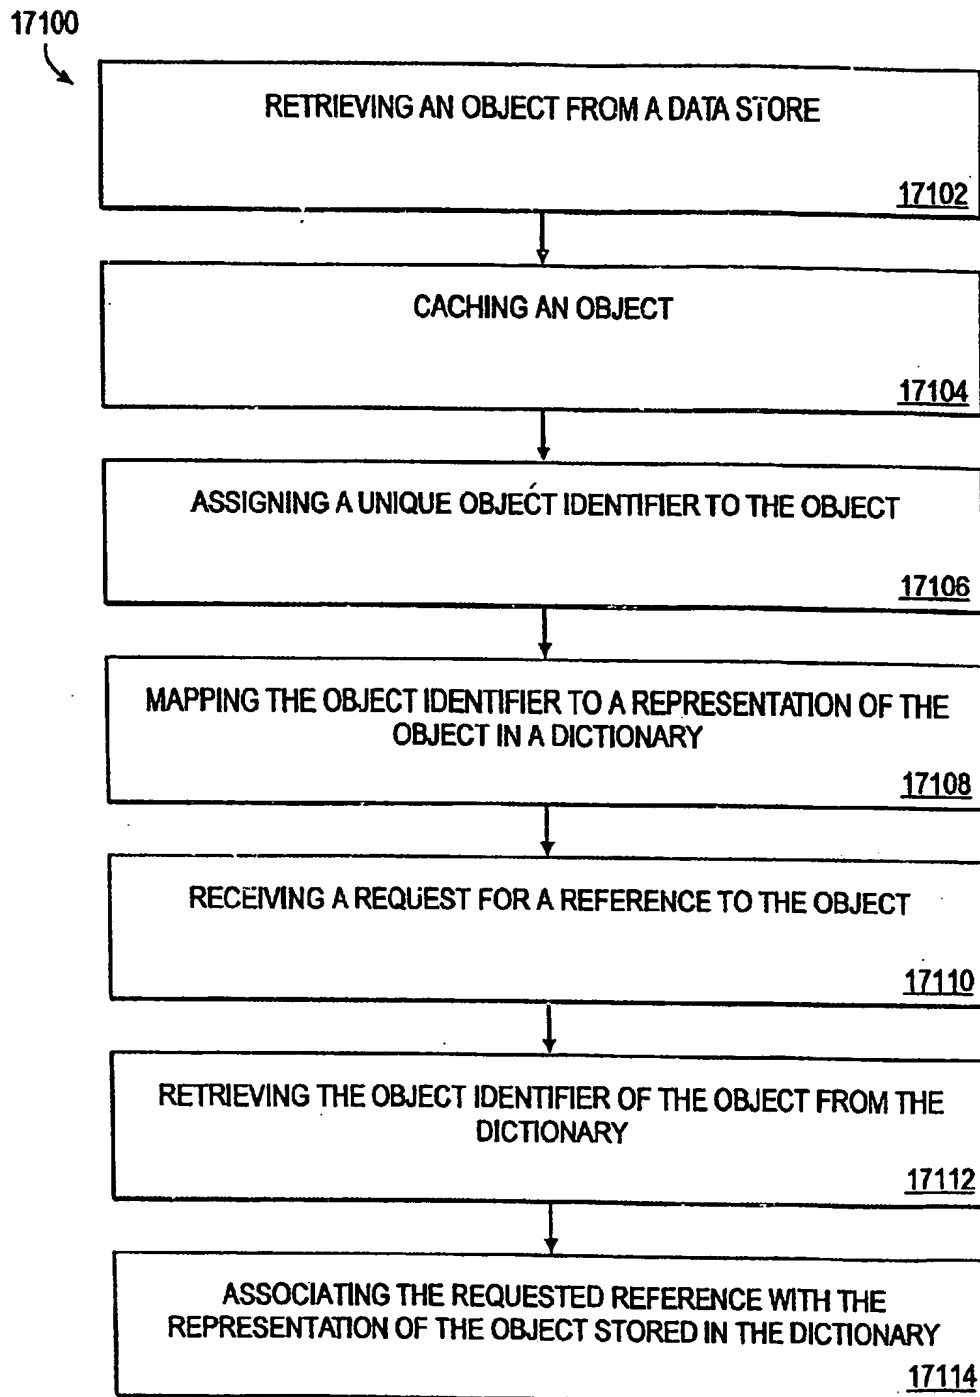 17100
RETRIEVING AN OBJECT FROM A DATA STORE
17102
CACHING AN OBJECT
17104
ASSIGNING A UNIQUE OBJECT IDENTIFIER TO THE OBJECT
17106
MAPPING THE OBJECT IDENTIFIER TO A REPRESENTATION OF THE
OBJECT IN A DICTIONARY
17108
RECEIVING A REQUEST FOR A REFERENCE TO THE OBJECT
17110
RETRIEVING THE OBJECT IDENTIFIER OF THE OBJECT FROM THE
DICTIONARY
17112
ASSOCIATING THE REQUESTED REFERENCE WITH THE
REPRESENTATION OF THE OBJECT STORED IN THE DICTIONARY
17114